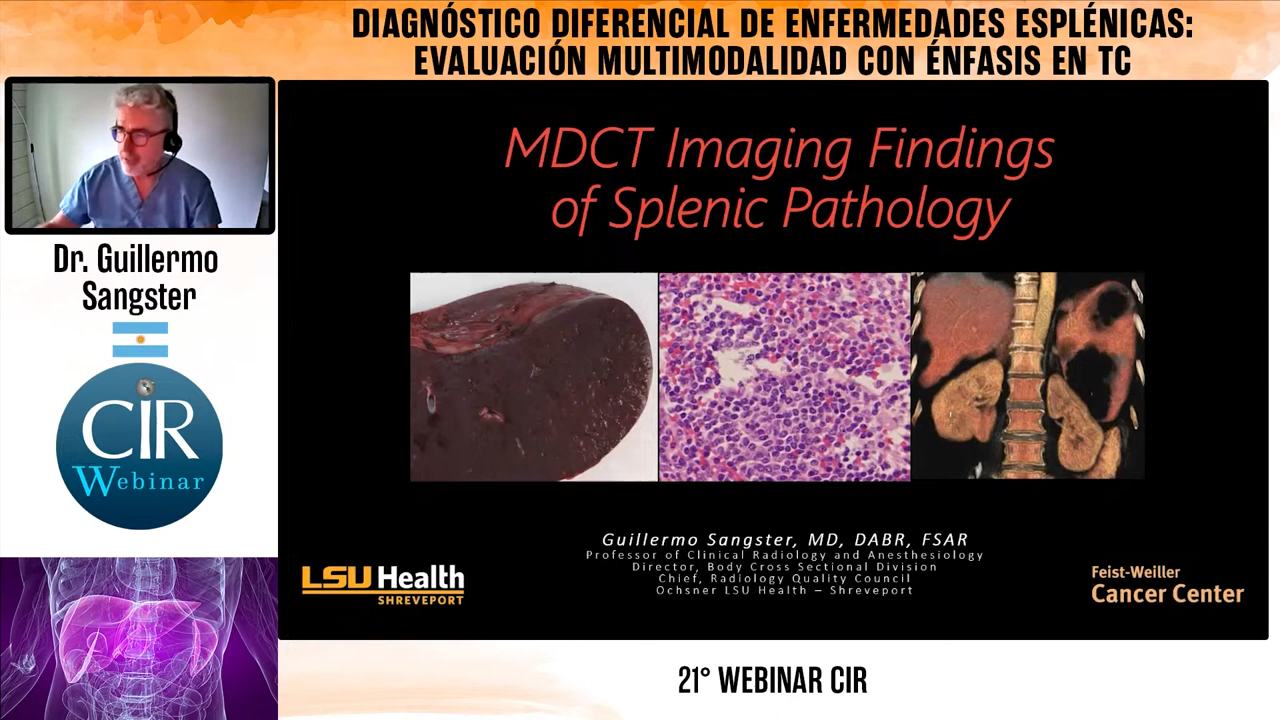 DIAGNÓSTICO DIFERENCIAL DE ENFERMEDADES ESPLÉNICAS:
EVALUACIÓN MULTIMODALIDAD CON ÉNFASIS EN TC
Dr. Guillermo
Sangster
CIR
Webinar
MDCT Imaging Findings
of Splenic Pathology
Guillermo Sangster, MD, DABR, FSAR
Professor of Clinical Radiology and Anesthesiology
Director, Body Cross Sectional Division
Chief, Radiology Quality Council
Ochsner LSU Health – Shreveport
LSU Health
SHREVEPORT
Feist-Weiller
Cancer Center
21° WEBINAR CIR